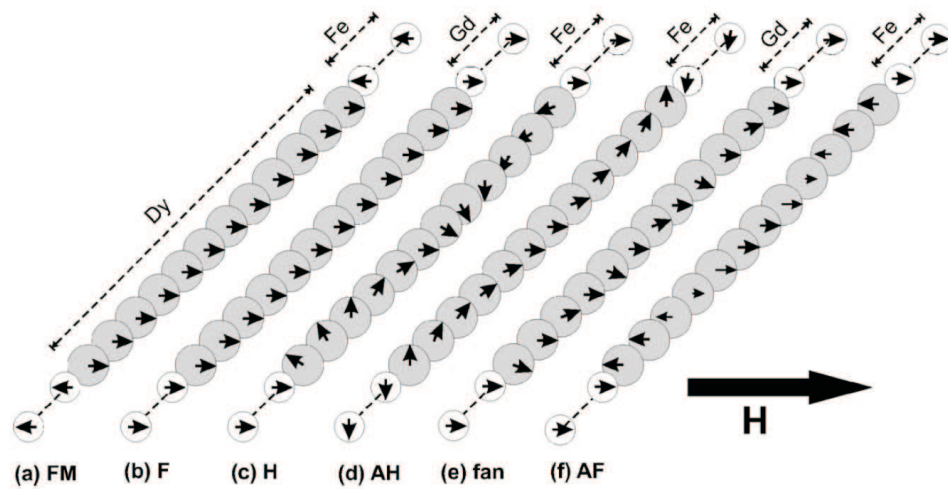 Fe Gd Fe Fe Gd Fe
Dy
H
(a) FM (b) F (c) H (d) AH (e) fan (f) AF